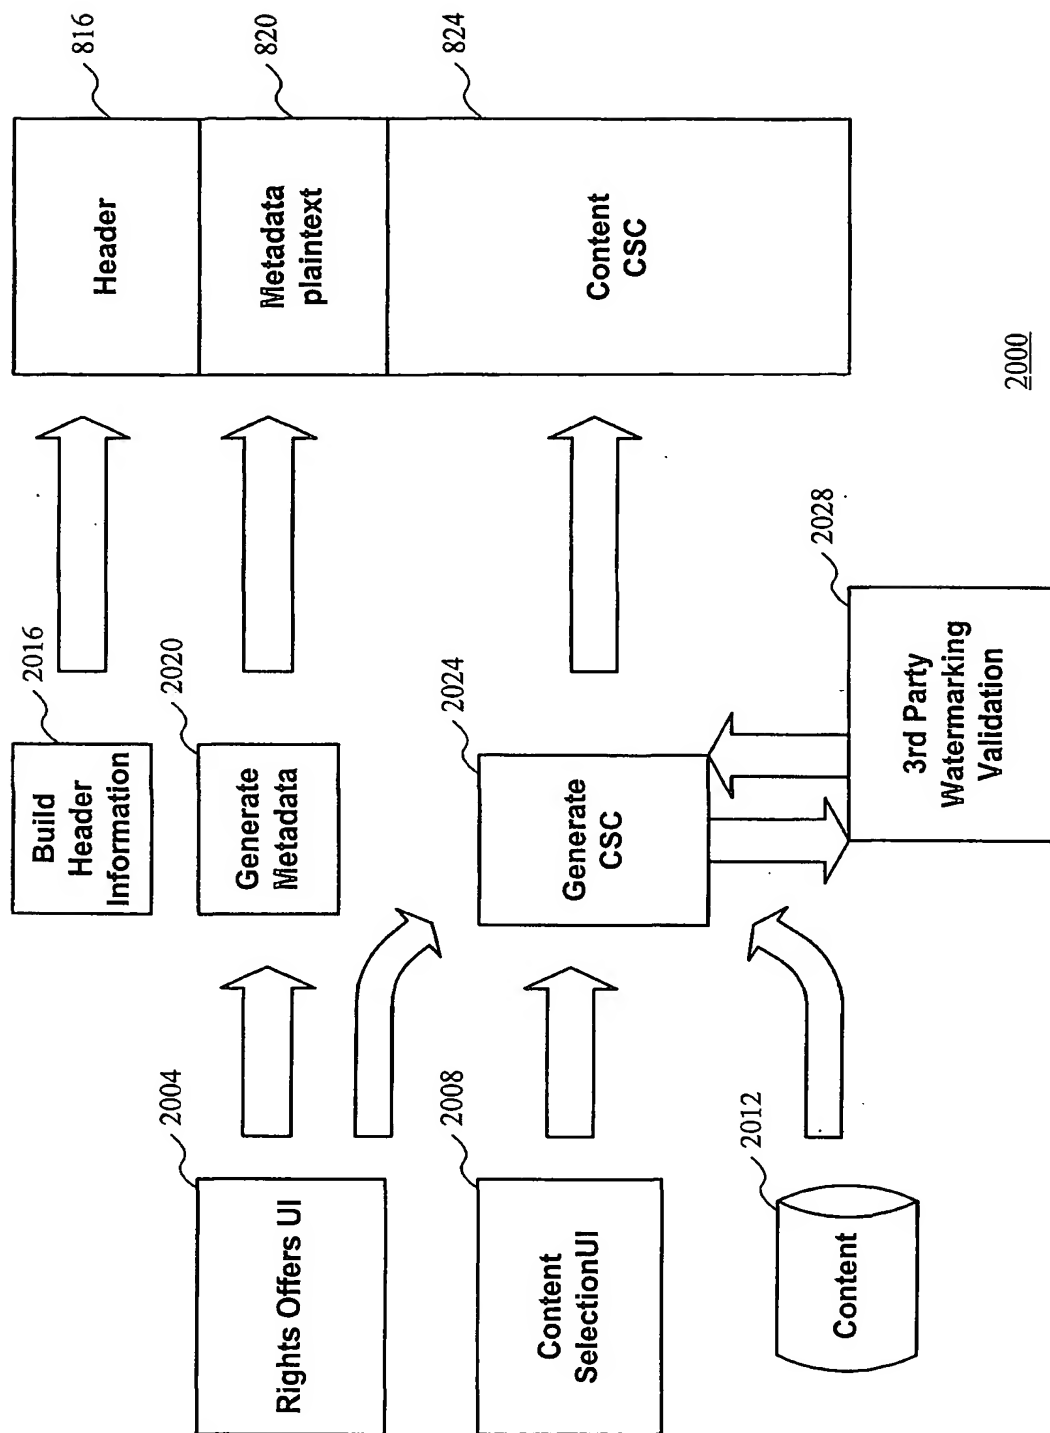 Rights Offers UI
2004
Content
SelectionUI
2008
Content
2012
Build
Header
Information
2016
Generate
Metadata
2020
Generate
CSC
2024
3rd Party
Watermarking
Validation
2028
Header
816
Metadata
plaintext
820
Content
CSC
824
2000